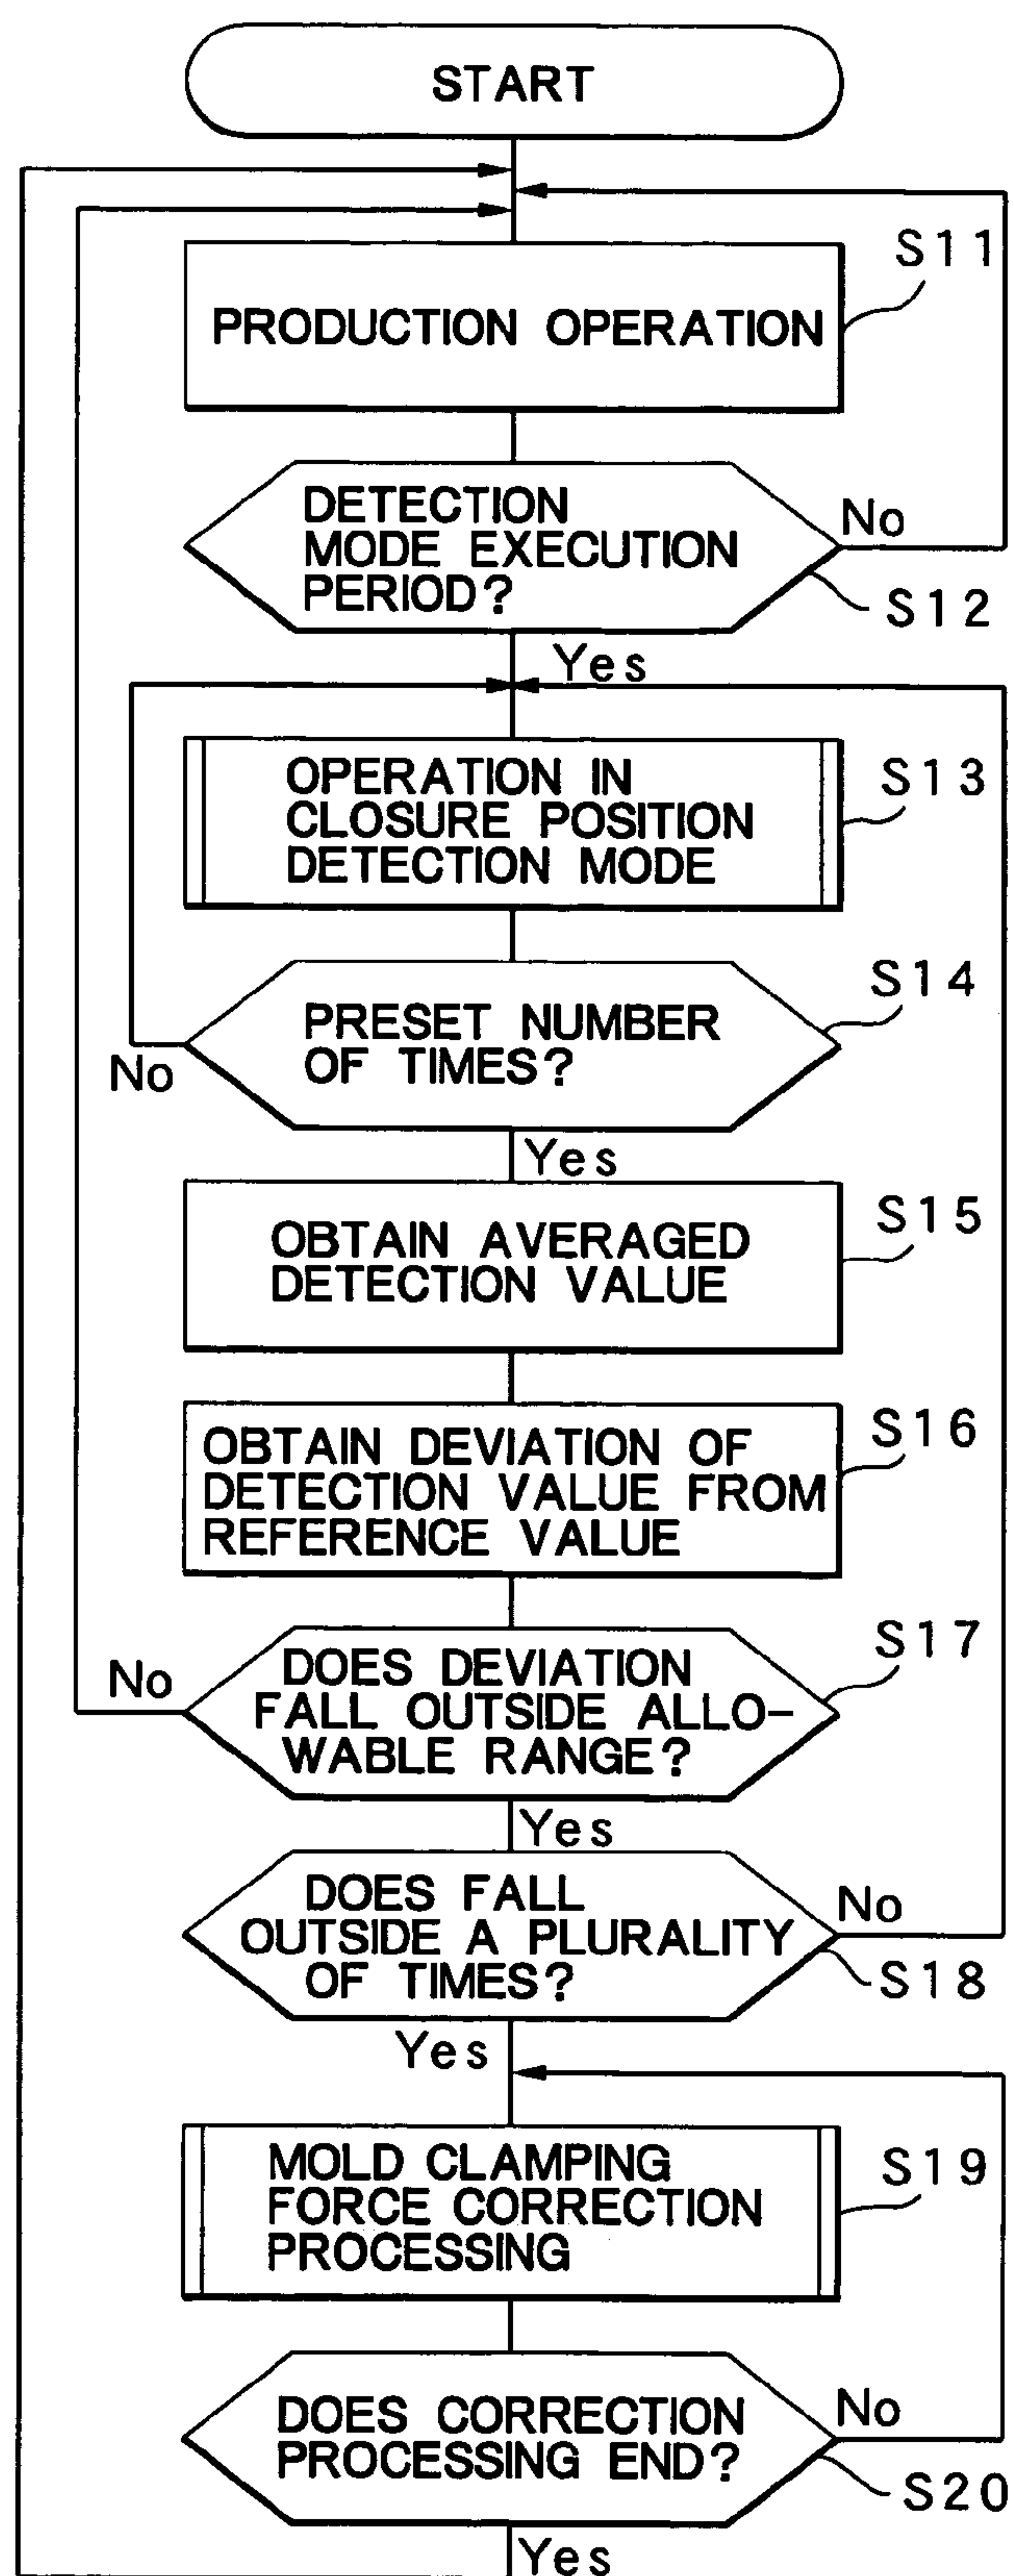 START
S11
PRODUCTION OPERATION
DETECTION
MODE EXECUTION
PERIOD?
No
S12
Yes
OPERATION IN
CLOSURE POSITION
DETECTION MODE
S13
S14
PRESET NUMBER
OF TIMES?
No
Yes
OBTAIN AVERAGED
DETECTION VALUE
S15
S16
OBTAIN DEVIATION OF
DETECTION VALUE FROM
REFERENCE VALUE
S17
No
DOES DEVIATION
FALL OUTSIDE ALLO-
WABLE RANGE?
Yes
DOES FALL
OUTSIDE A PLURALITY
OF TIMES?
No
S18
Yes
MOLD CLAMPING
FORCE CORRECTION
PROCESSING
S19
DOES CORRECTION
PROCESSING END?
No
S20
Yes